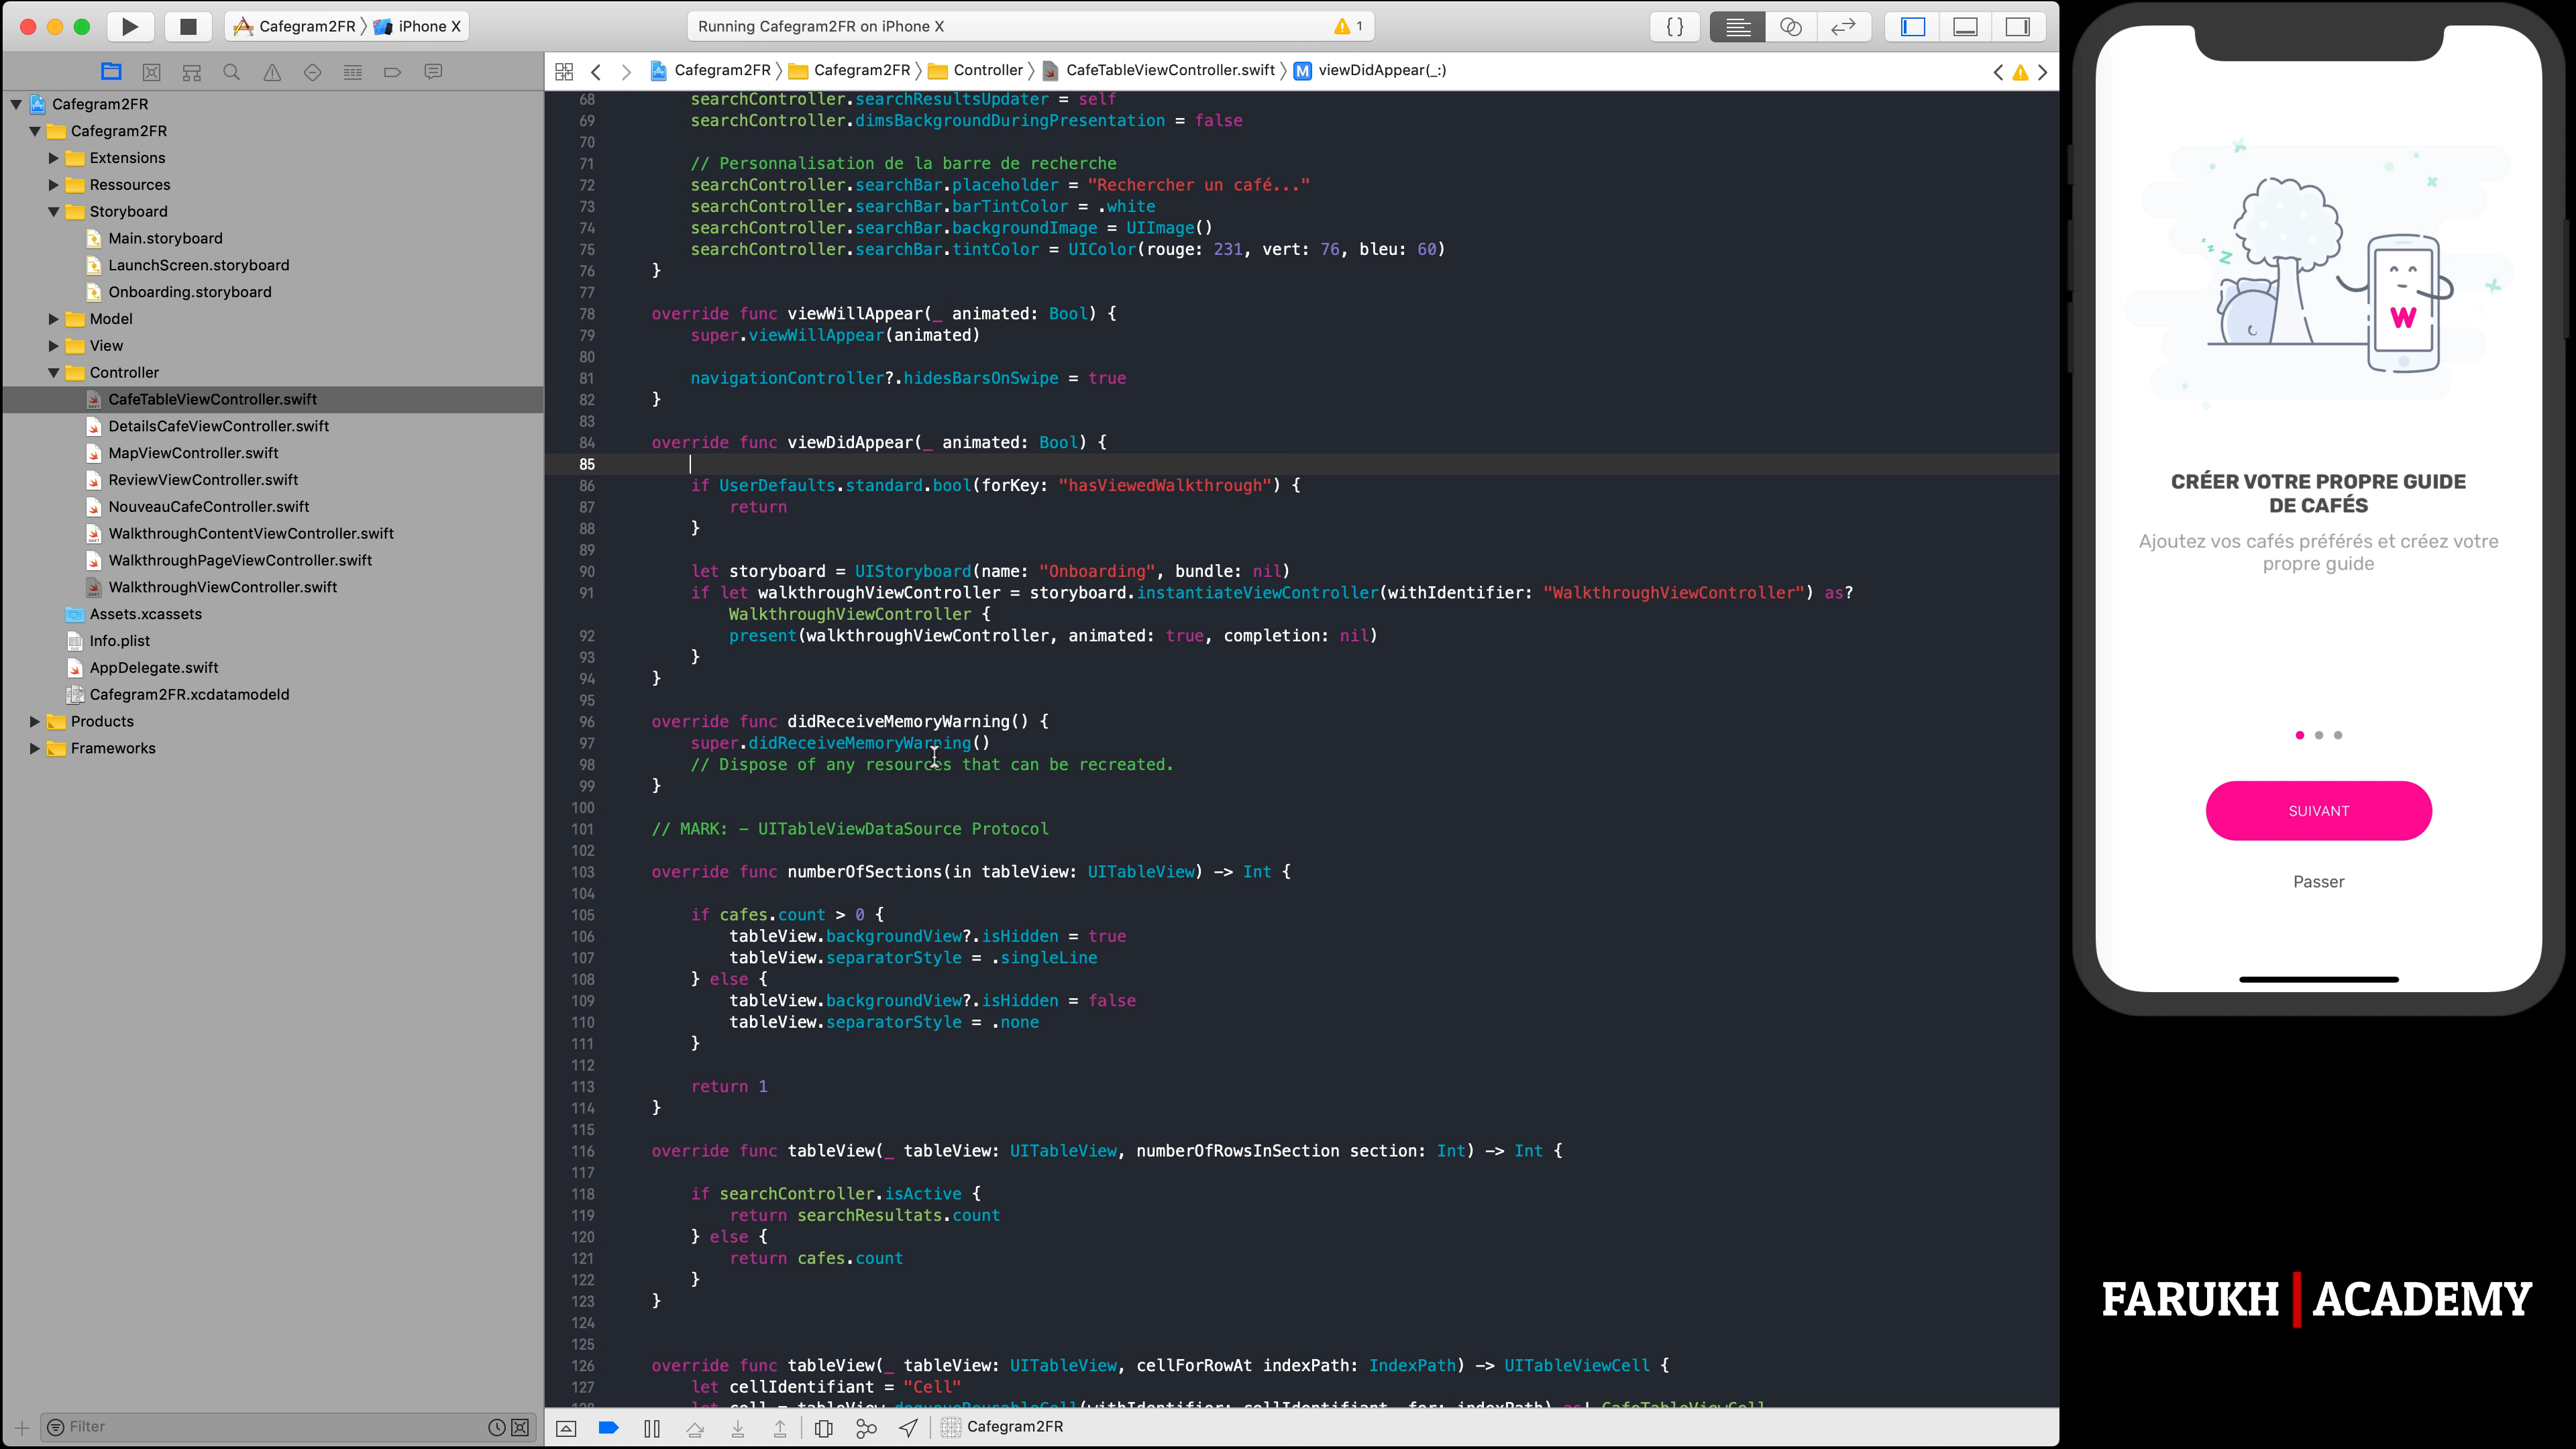 Cafegram2FR
iPhone X
Running Cafegram2FR on iPhone X
1
Cafegram2FR
Cafegram2FR
Controller
CafeTableViewController.swift
M
viewDidAppear(_:)
Cafegram2FR
Cafegram2FR
Extensions
Ressources
Storyboard
Main.storyboard
LaunchScreen.storyboard
Onboarding.storyboard
Model
View
Controller
CafeTableViewController.swift
DetailsCafeViewController.swift
MapViewController.swift
ReviewViewController.swift
NouveauCafeController.swift
WalkthroughContentViewController.swift
WalkthroughPageViewController.swift
WalkthroughViewController.swift
Assets.xcassets
Info.plist
AppDelegate.swift
Cafegram2FR.xcdatamodeld
Products
Frameworks
Filter
68 searchController.searchResultsUpdater = self
69 searchController.dimsBackgroundDuringPresentation = false
70
71 // Personnalisation de la barre de recherche
72 searchController.searchBar.placeholder = "Rechercher un café..."
73 searchController.searchBar.barTintColor = .white
74 searchController.searchBar.backgroundImage = UIImage()
75 searchController.searchBar.tintColor = UIColor(rouge: 231, vert: 76, bleu: 60)
76 }
77
78 override func viewWillAppear(_ animated: Bool) {
79 super.viewWillAppear(animated)
80
81 navigationController?.hidesBarsOnSwipe = true
82 }
83
84 override func viewDidAppear(_ animated: Bool) {
85
86 if UserDefaults.standard.bool(forKey: "hasViewedWalkthrough") {
87 return
88 }
89
90 let storyboard = UIStoryboard(name: "Onboarding", bundle: nil)
91 if let walkthroughViewController = storyboard.instantiateViewController(withIdentifier: "WalkthroughViewController") as?
WalkthroughViewController {
92 present(walkthroughViewController, animated: true, completion: nil)
93 }
94 }
95
96 override func didReceiveMemoryWarning() {
97 super.didReceiveMemoryWarning()
98 // Dispose of any resources that can be recreated.
99 }
100
101 // MARK: - UITableViewDataSource Protocol
102
103 override func numberOfSections(in tableView: UITableView) -> Int {
104
105 if cafes.count > 0 {
106 tableView.backgroundView?.isHidden = true
107 tableView.separatorStyle = .singleLine
108 } else {
109 tableView.backgroundView?.isHidden = false
110 tableView.separatorStyle = .none
111 }
112
113 return 1
114 }
115
116 override func tableView(_ tableView: UITableView, numberOfRowsInSection section: Int) -> Int {
117
118 if searchController.isActive {
119 return searchResultats.count
120 } else {
121 return cafes.count
122 }
123 }
124
125
126 override func tableView(_ tableView: UITableView, cellForRowAt indexPath: IndexPath) -> UITableViewCell {
127 let cellIdentifiant = "Cell"
128 let cell = tableView.dequeueReusableCell(withIdentifier: cellIdentifiant, for: indexPath) as! CafeTableViewCell
Cafegram2FR
z
z
Z
W
CRÉER VOTRE PROPRE GUIDE
DE CAFÉS
Ajoutez vos cafés préférés et créez votre
propre guide
SUIVANT
Passer
FARUKH | ACADEMY